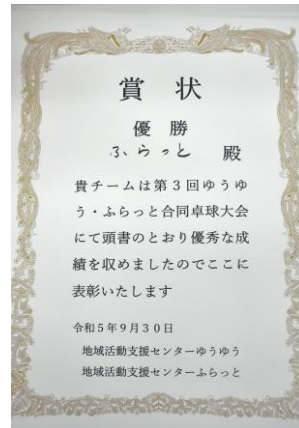 賞状
優勝
ふらっと 殿
貴チームは第3回ゆうゆ
う・ふらっと合同卓球大会
にて頭書のとおり優秀な成
績を収めましたのでここに
表彰いたします
令和5年9月30日
地域活動支援センターゆうゆう
地域活動支援センターふらっと